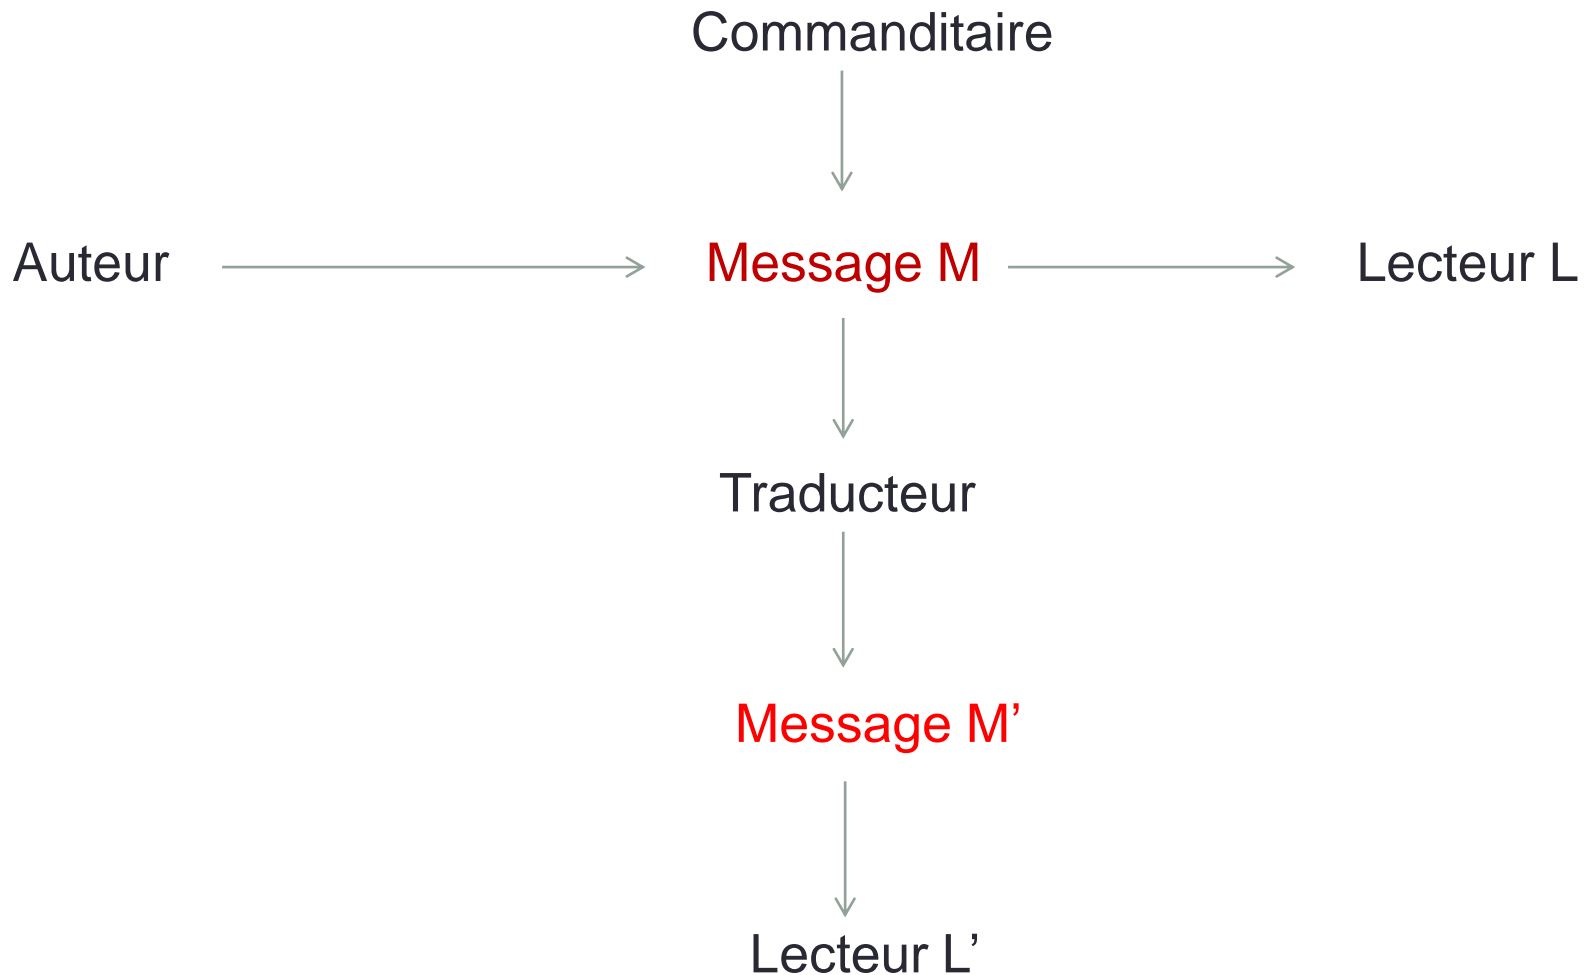 Commanditaire
Auteur Message M Lecteur L
Traducteur
Message M’
Lecteur L’